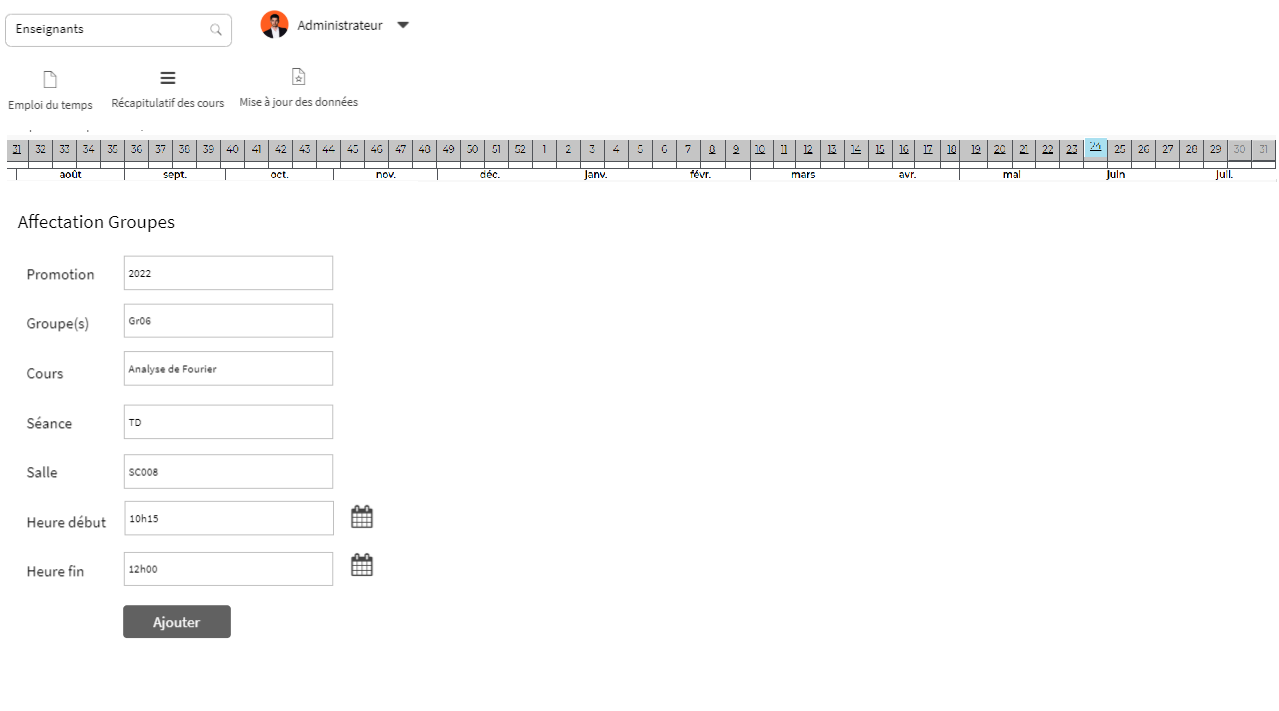 Enseignants
Administrateur
Emploi du temps
Récapitulatif des cours
Mise à jour des données
31 32 33 34 35 36 37 38 39 40 41 42 43 44 45 46 47 48 49 50 51 52 1 2 3 4 5 6 7 8 9 10 11 12 13 14 15 16 17 18 19 20 21 22 23 24 25 26 27 28 29 30 31
août sept. oct. nov. déc. janv. févr. mars avr. mai juin juil.
Affectation Groupes
Promotion 2022
Groupe(s) Gr06
Cours Analyse de Fourier
Séance TD
Salle SC008
Heure début 10h15
Heure fin 12h00
Ajouter